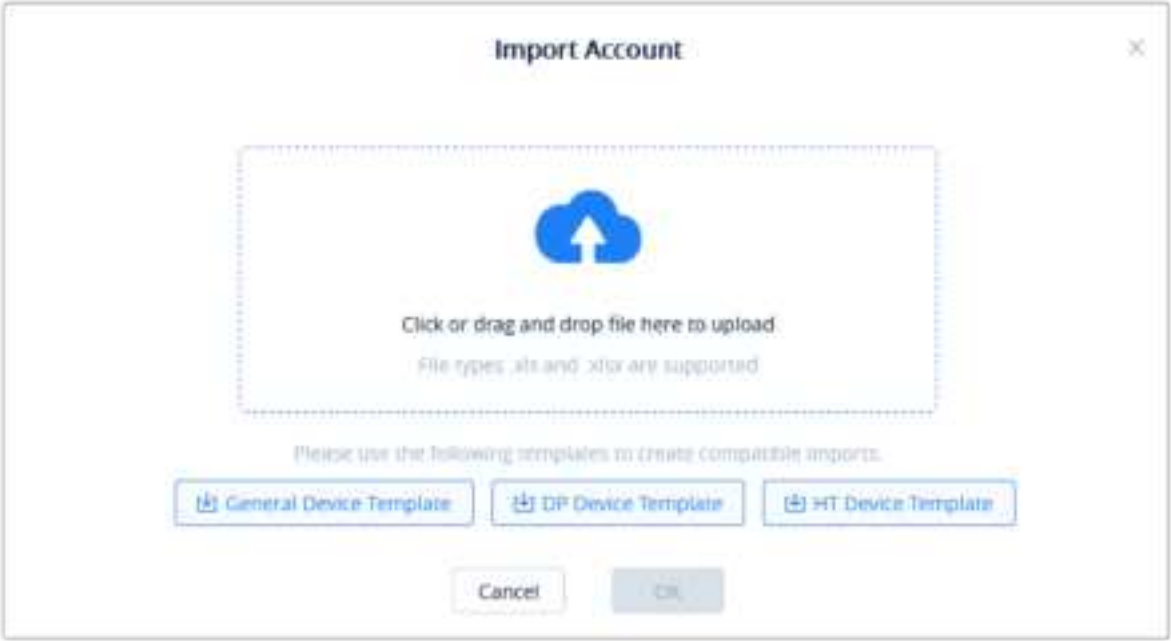 Import Account
Click or drag and drop file here to upload
File types .xls and .xlsx are supported
Please use the following templates to create compatible imports.
General Device Template
DP Device Template
HT Device Template
Cancel
OK